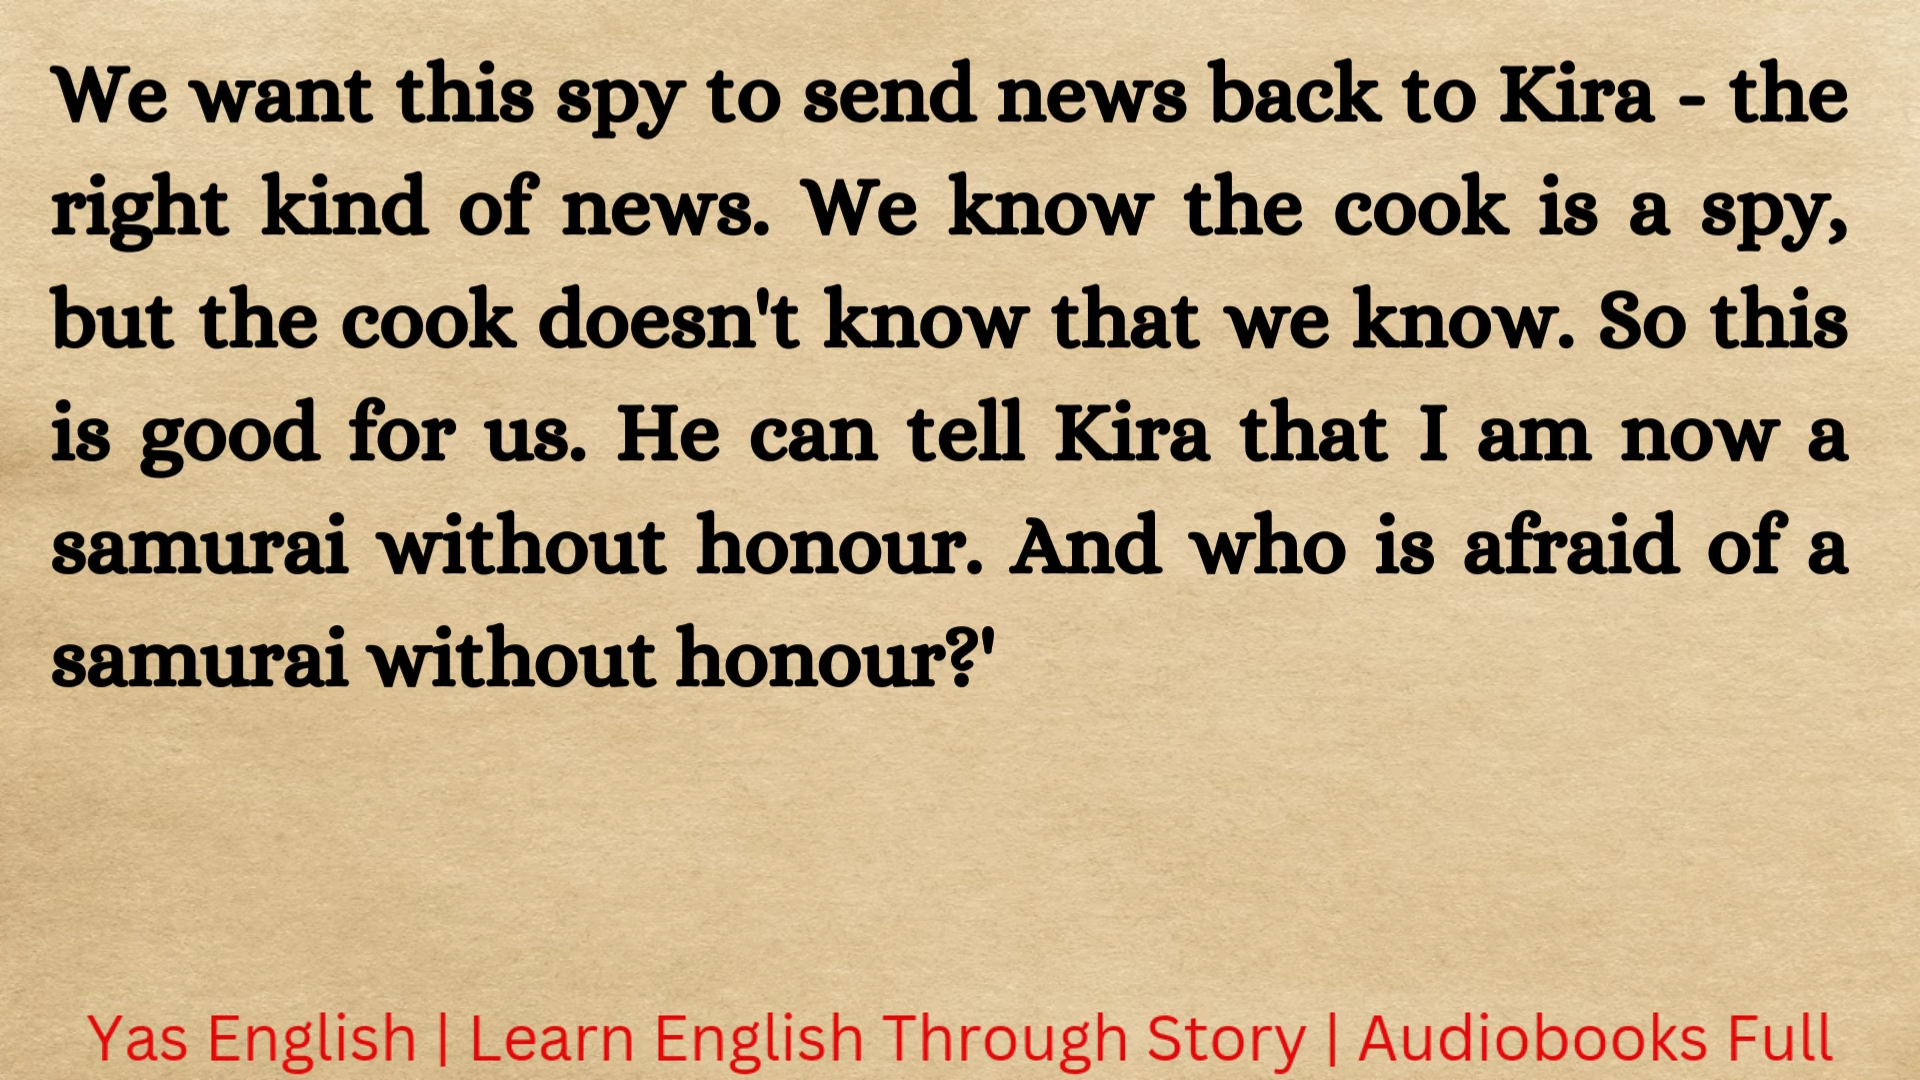 We want this spy to send news back to Kira - the
right kind of news. We know the cook is a spy,
but the cook doesn't know that we know. So this
is good for us. He can tell Kira that I am now a
samurai without honour. And who is afraid of a
samurai without honour?'
Yas English | Learn English Through Story | Audiobooks Full